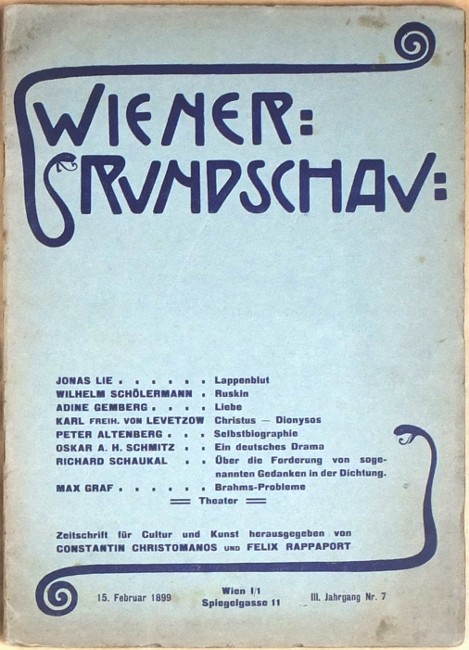 WIENER:
RUNDSCHAU:
JONAS LIE . . . . . . Lappenblut
WILHELM SCHÖLERMANN . Ruskin
ADINE GEMBERG . . . . Liebe
KARL FREIH. VON LEVETZOW Christus — Dionysos
PETER ALTENBERG . . . Selbstbiographie
OSKAR A. H. SCHMITZ . . Ein deutsches Drama
RICHARD SCHAUKAL . . Über die Forderung von soge-
nannten Gedanken in der Dichtung.
MAX GRAF . . . . . . Brahms-Probleme
Theater
Zeitschrift für Cultur und Kunst herausgegeben von
CONSTANTIN CHRISTOMANOS UND FELIX RAPPAPORT
15. Februar 1899 Wien I/1 III. Jahrgang Nr. 7
Spiegelgasse 11